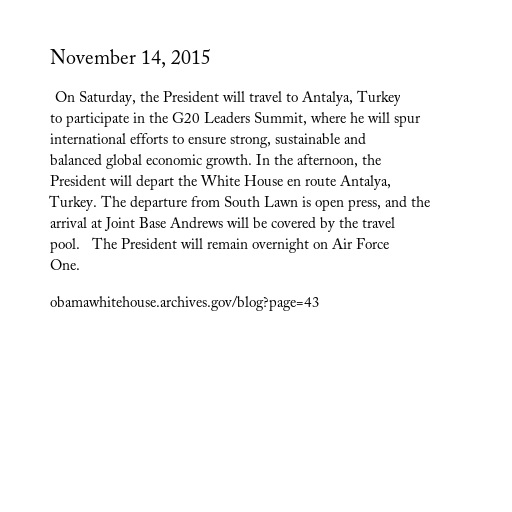 November 14, 2015
On Saturday, the President will travel to Antalya, Turkey
to participate in the G20 Leaders Summit, where he will spur
international efforts to ensure strong, sustainable and
balanced global economic growth. In the afternoon, the
President will depart the White House en route Antalya,
Turkey. The departure from South Lawn is open press, and the
arrival at Joint Base Andrews will be covered by the travel
pool.   The President will remain overnight on Air Force
One.
obamawhitehouse.archives.gov/blog?page=43